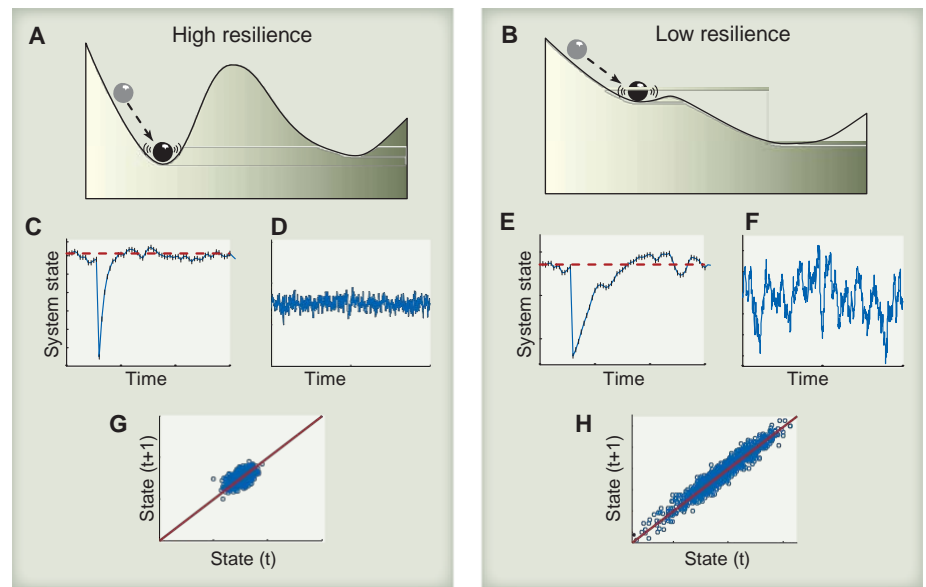 A
High resilience
C
D
System state
Time
Time
G
State (t+1)
State (t)
B
Low resilience
E
F
System state
Time
Time
H
State (t+1)
State (t)